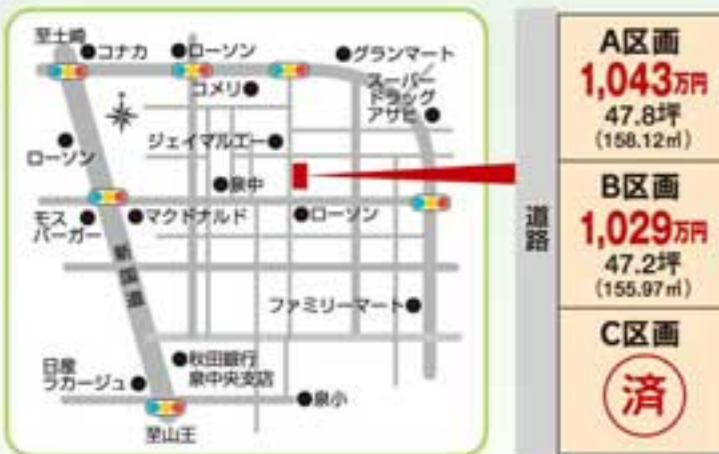 至土崎
コナカ
ローソン
グランマート
コメリ
スーパー
ドラッグ
アサヒ
ジェイマルエー
ローソン
泉中
モス
バーガー
マクドナルド
ローソン
新国道
ファミリーマート
日産
ラカージュ
秋田銀行
泉中央支店
泉小
至山王
道路
A区画
1,043万円
47.8坪
(158.12㎡)
B区画
1,029万円
47.2坪
(155.97㎡)
C区画
済